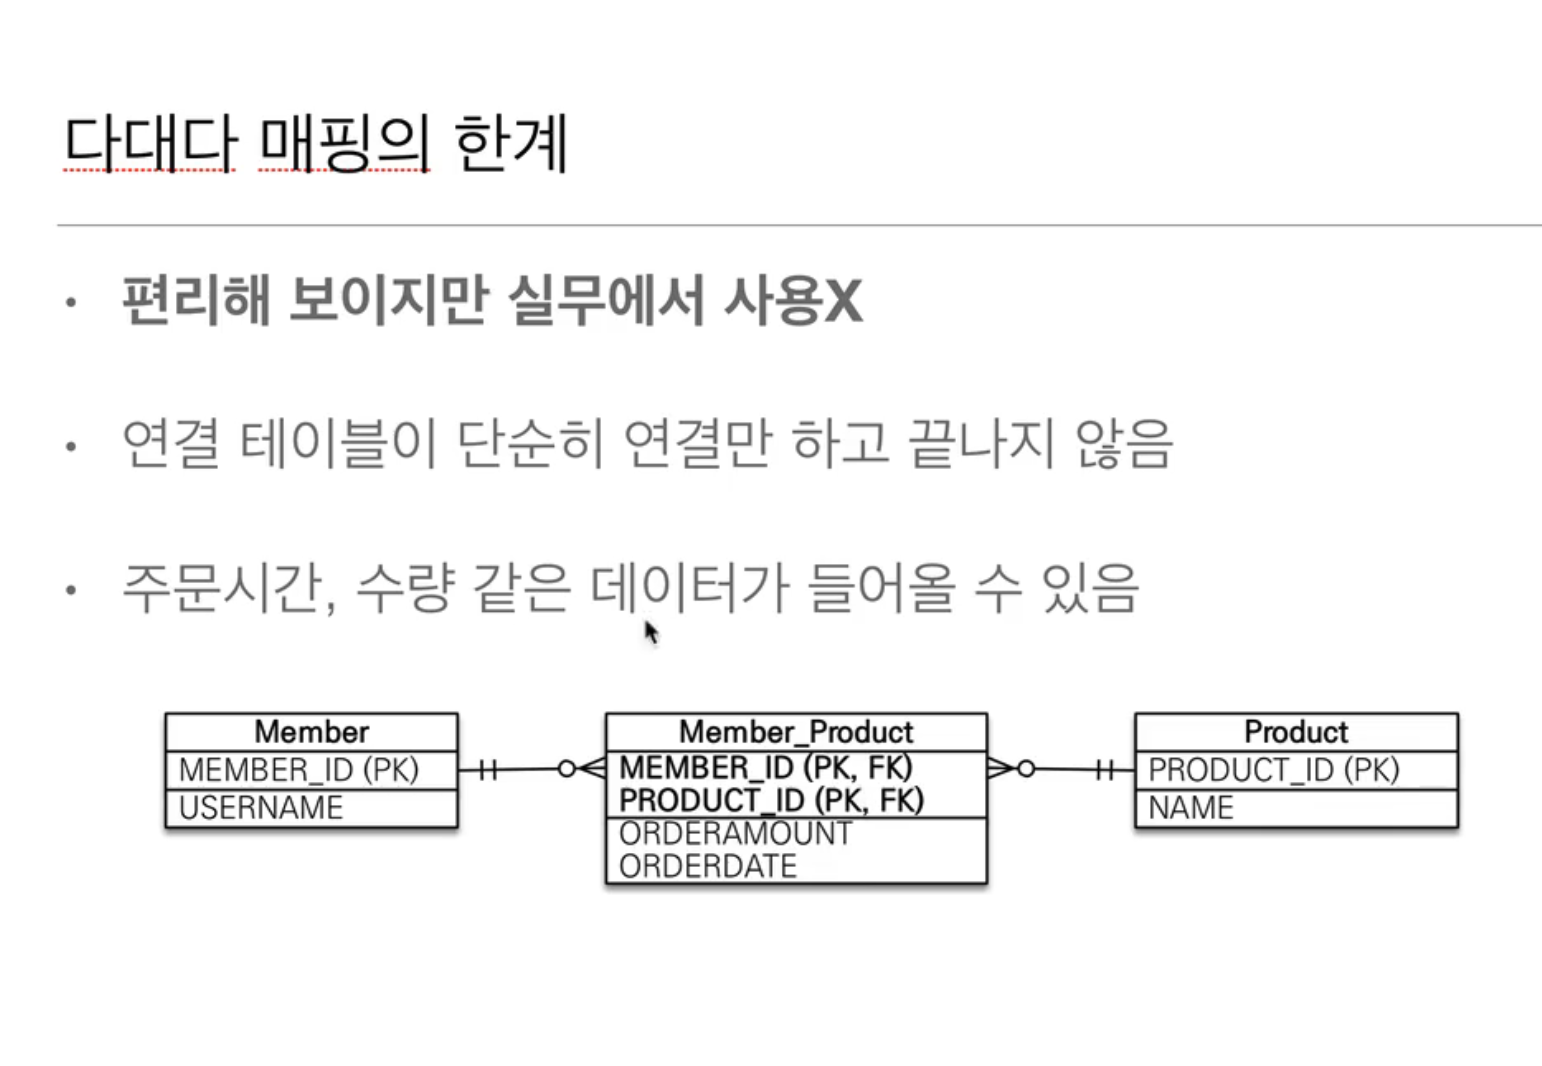 다대다 매핑의 한계
• 편리해 보이지만 실무에서 사용X
• 연결 테이블이 단순히 연결만 하고 끝나지 않음
• 주문시간, 수량 같은 데이터가 들어올 수 있음
Member
MEMBER_ID (PK)
USERNAME
Member_Product
MEMBER_ID (PK, FK)
PRODUCT_ID (PK, FK)
ORDERAMOUNT
ORDERDATE
Product
PRODUCT_ID (PK)
NAME